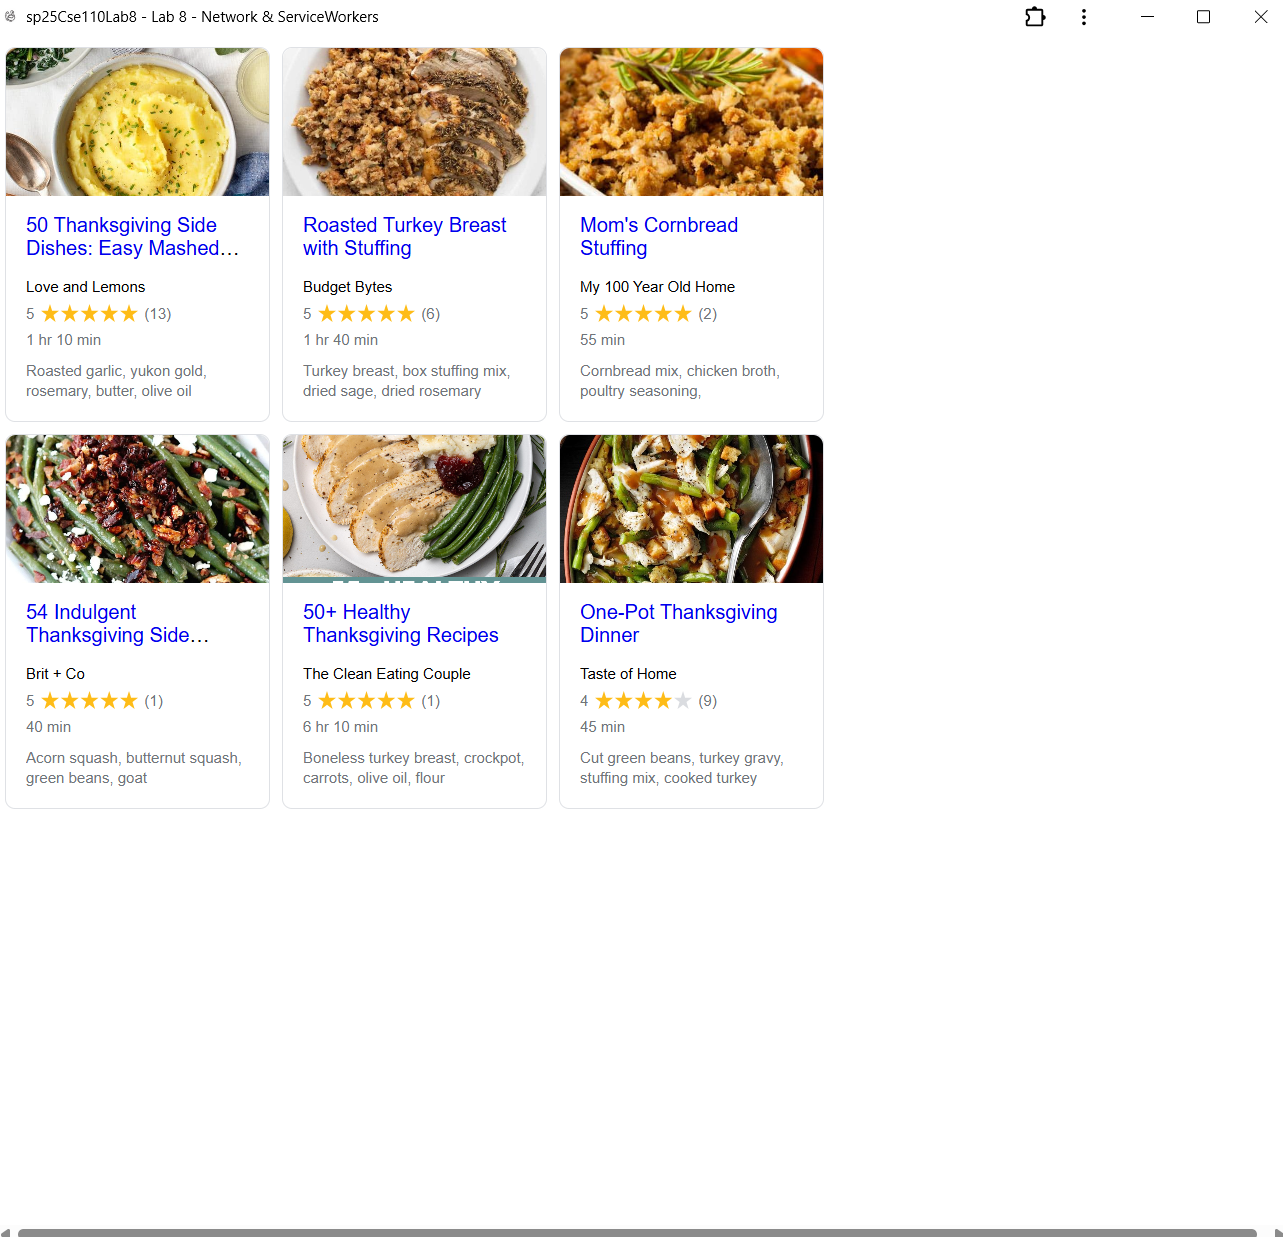 sp25Cse110Lab8 - Lab 8 - Network & ServiceWorkers
50 Thanksgiving Side
Dishes: Easy Mashed…
Love and Lemons
5 (13)
1 hr 10 min
Roasted garlic, yukon gold,
rosemary, butter, olive oil
Roasted Turkey Breast
with Stuffing
Budget Bytes
5 (6)
1 hr 40 min
Turkey breast, box stuffing mix,
dried sage, dried rosemary
Mom's Cornbread
Stuffing
My 100 Year Old Home
5 (2)
55 min
Cornbread mix, chicken broth,
poultry seasoning,
54 Indulgent
Thanksgiving Side…
Brit + Co
5 (1)
40 min
Acorn squash, butternut squash,
green beans, goat
50+ Healthy
Thanksgiving Recipes
The Clean Eating Couple
5 (1)
6 hr 10 min
Boneless turkey breast, crockpot,
carrots, olive oil, flour
One-Pot Thanksgiving
Dinner
Taste of Home
4 (9)
45 min
Cut green beans, turkey gravy,
stuffing mix, cooked turkey